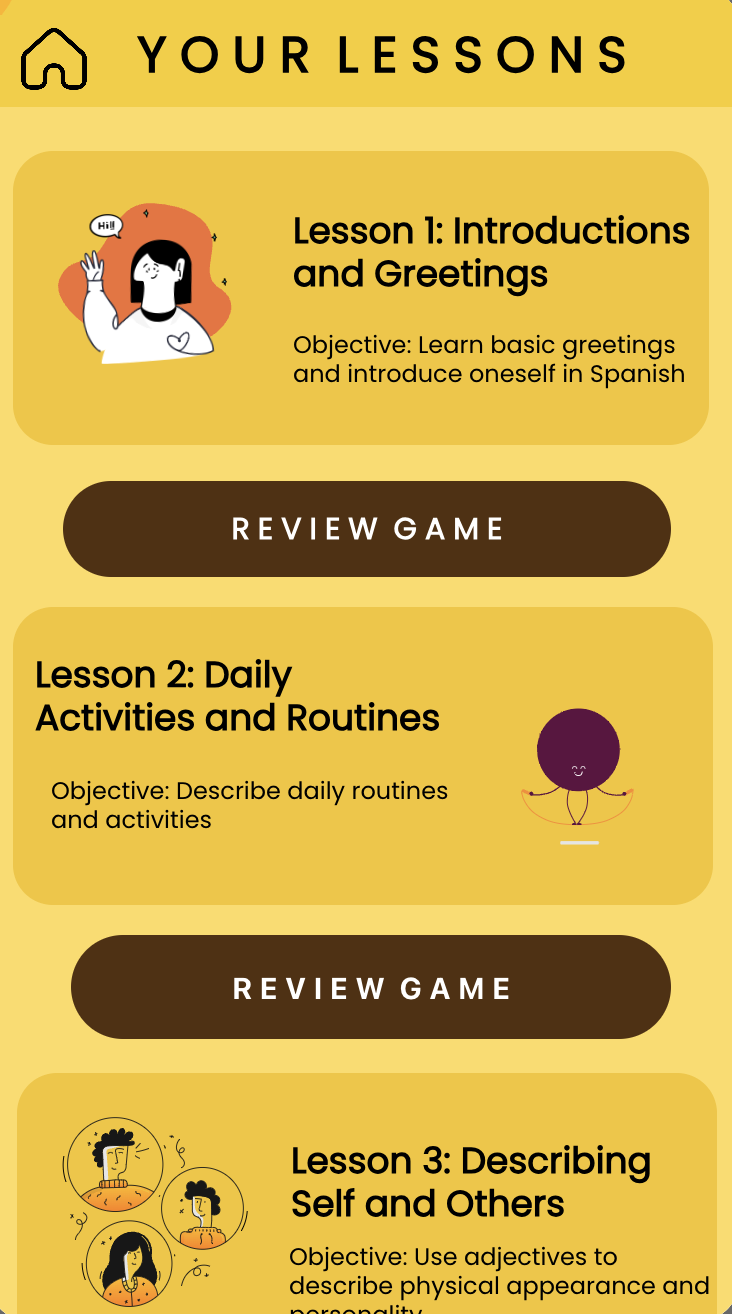 YOUR LESSONS
Hi!!
Lesson 1: Introductions
and Greetings
Objective: Learn basic greetings
and introduce oneself in Spanish
REVIEW GAME
Lesson 2: Daily
Activities and Routines
Objective: Describe daily routines
and activities
REVIEW GAME
Lesson 3: Describing
Self and Others
Objective: Use adjectives to
describe physical appearance and
personality